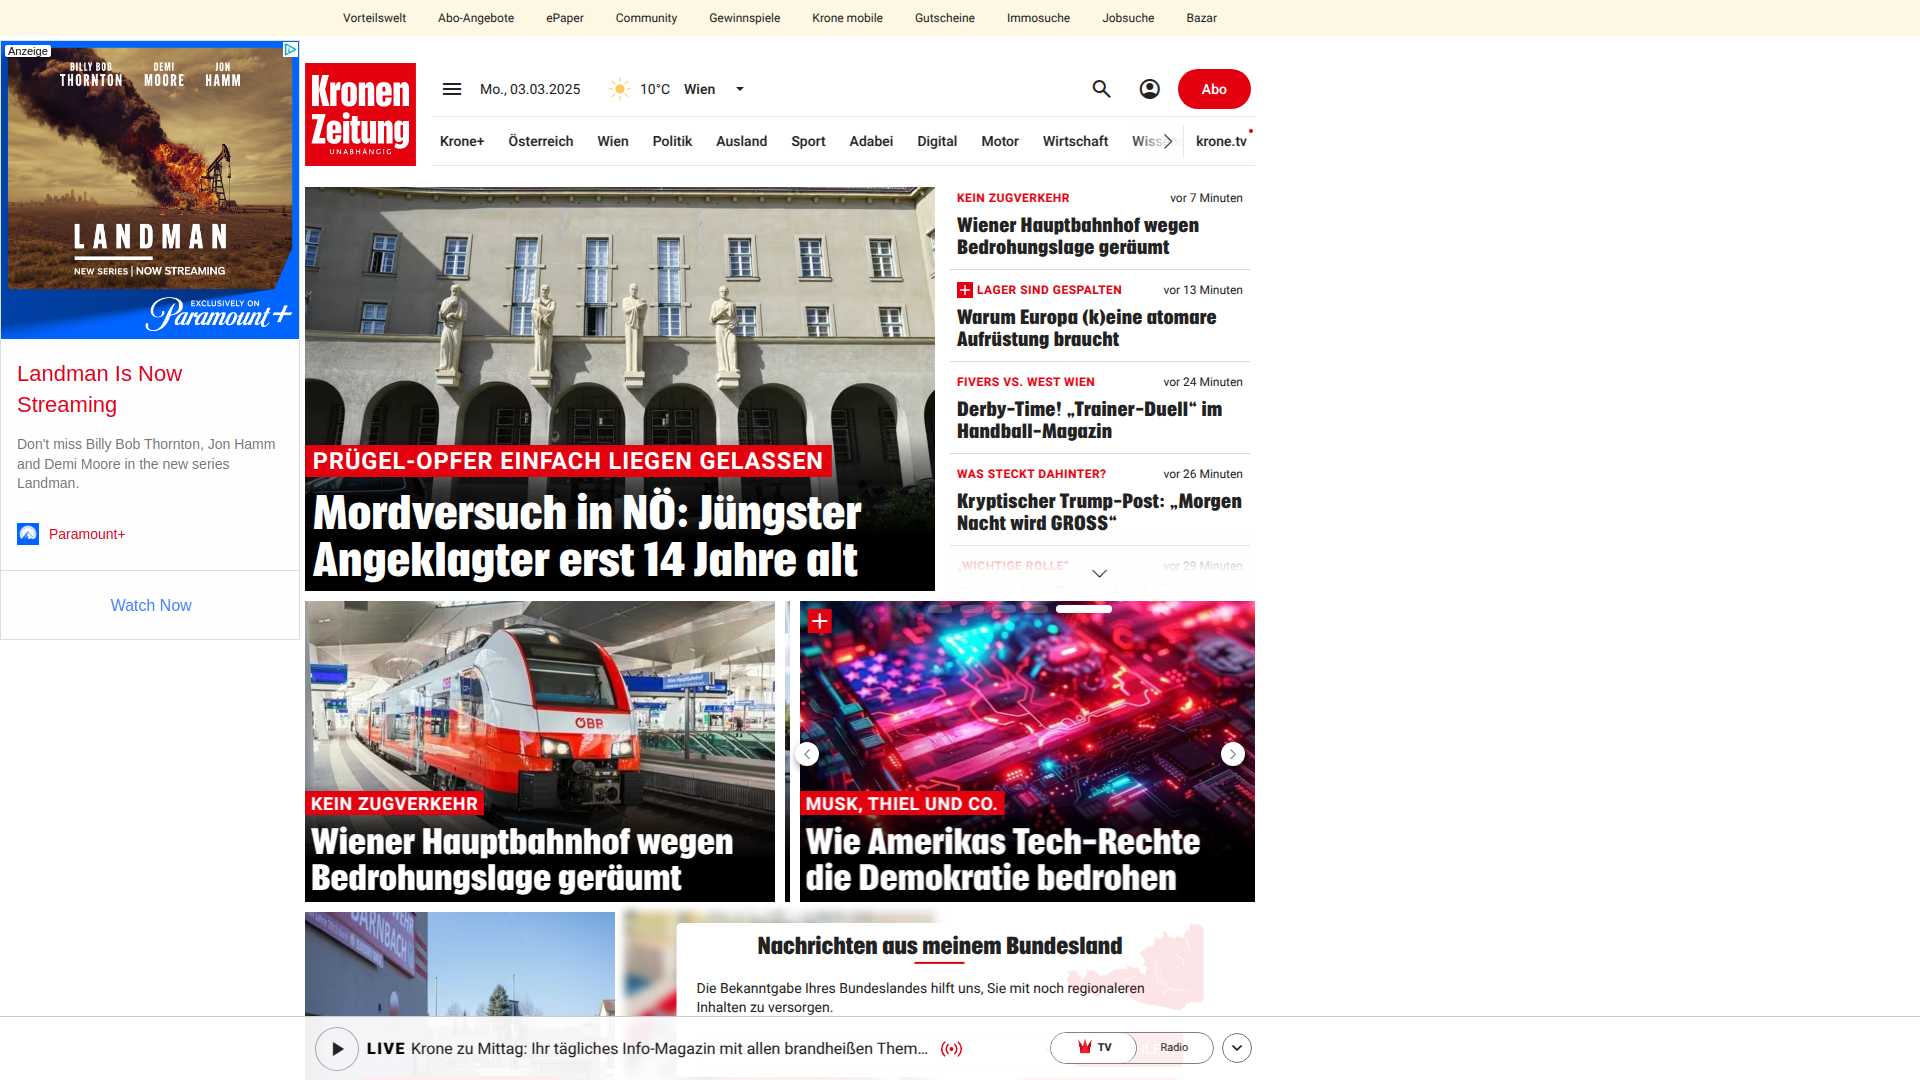 Vorteilswelt
Abo-Angebote
ePaper
Community
Gewinnspiele
Krone mobile
Gutscheine
Immosuche
Jobsuche
Bazar
Anzeige
BILLY BOB THORNTON
DEMI MOORE
JON HAMM
LANDMAN
NEW SERIES | NOW STREAMING
EXCLUSIVELY ON
Paramount+
Landman Is Now
Streaming
Don't miss Billy Bob Thornton, Jon Hamm
and Demi Moore in the new series
Landman.
Paramount+
Watch Now
Kronen
Zeitung
UNABHÄNGIG
Mo., 03.03.2025
10°C
Wien
Abo
Krone+
Österreich
Wien
Politik
Ausland
Sport
Adabei
Digital
Motor
Wirtschaft
krone.tv
PRÜGEL-OPFER EINFACH LIEGEN GELASSEN
Mordversuch in NÖ: Jüngster
Angeklagter erst 14 Jahre alt
KEIN ZUGVERKEHR
vor 7 Minuten
Wiener Hauptbahnhof wegen
Bedrohungslage geräumt
LAGER SIND GESPALTEN
vor 13 Minuten
Warum Europa (k)eine atomare
Aufrüstung braucht
FIVERS VS. WEST WIEN
vor 24 Minuten
Derby-Time! „Trainer-Duell“ im
Handball-Magazin
WAS STECKT DAHINTER?
vor 26 Minuten
Kryptischer Trump-Post: „Morgen
Nacht wird GROSS“
„WICHTIGE ROLLE“
vor 29 Minuten
ÖBB
KEIN ZUGVERKEHR
Wiener Hauptbahnhof wegen
Bedrohungslage geräumt
MUSK, THIEL UND CO.
Wie Amerikas Tech-Rechte
die Demokratie bedrohen
Nachrichten aus meinem Bundesland
Die Bekanntgabe Ihres Bundeslandes hilft uns, Sie mit noch regionaleren
Inhalten zu versorgen.
LIVE Krone zu Mittag: Ihr tägliches Info-Magazin mit allen brandheißen Them...
TV
Radio